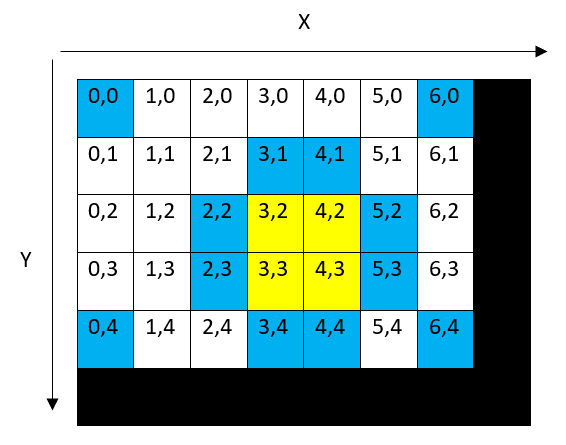 X
0,0 1,0 2,0 3,0 4,0 5,0 6,0
0,1 1,1 2,1 3,1 4,1 5,1 6,1
0,2 1,2 2,2 3,2 4,2 5,2 6,2
Y
0,3 1,3 2,3 3,3 4,3 5,3 6,3
0,4 1,4 2,4 3,4 4,4 5,4 6,4